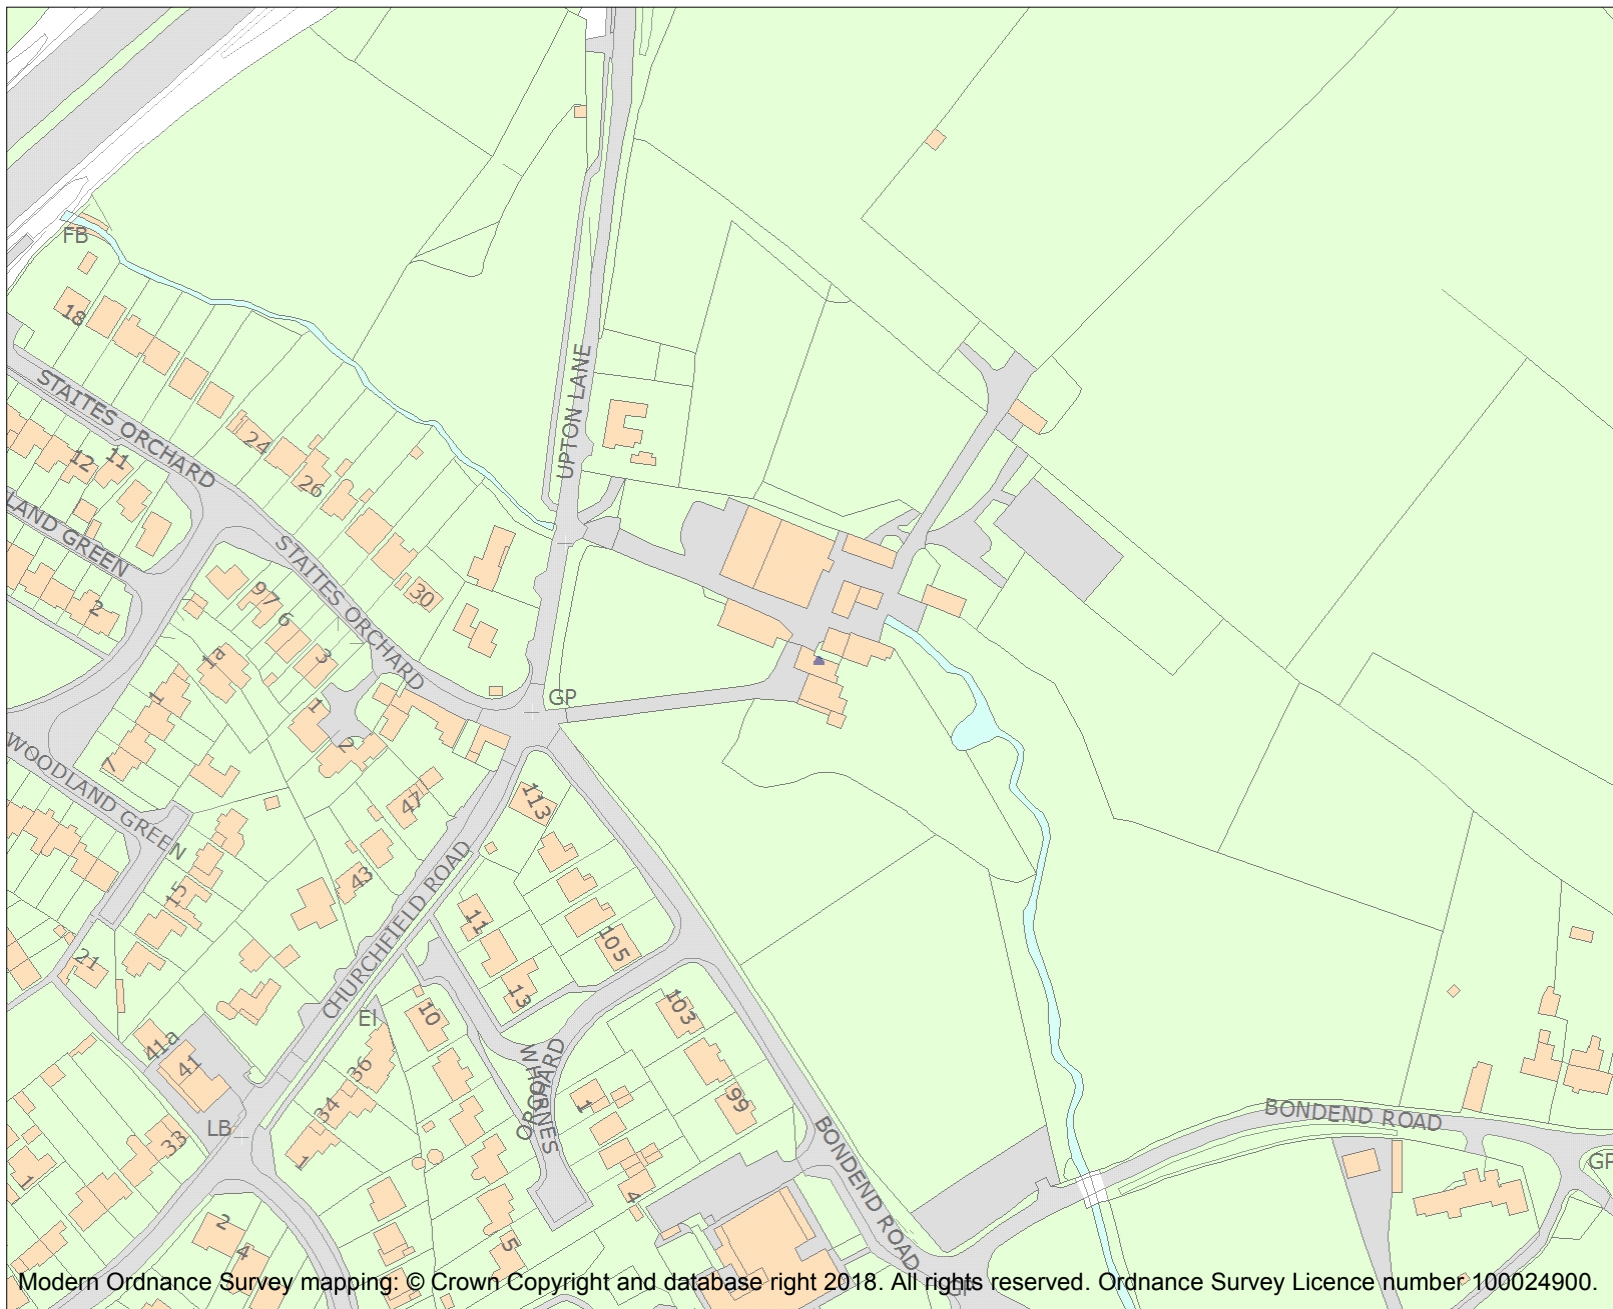 FB
18
STAITES ORCHARD
UPTON LANE
24
12
11
26
LAND GREEN
STAITES ORCHARD
2
97
6
30
1a
3
1
1
GP
2
7
WOODLAND GREEN
47
113
43
15
CHURCHFIELD ROAD
11
105
21
13
EI
10
103
41a
41
36
WHORNES
ORCHARD
34
1
99
LB
33
1
1
BONDEND ROAD
BONDEND ROAD
GP
4
2
4
5
Modern Ordnance Survey mapping: © Crown Copyright and database right 2018. All rights reserved. Ordnance Survey Licence number 100024900.